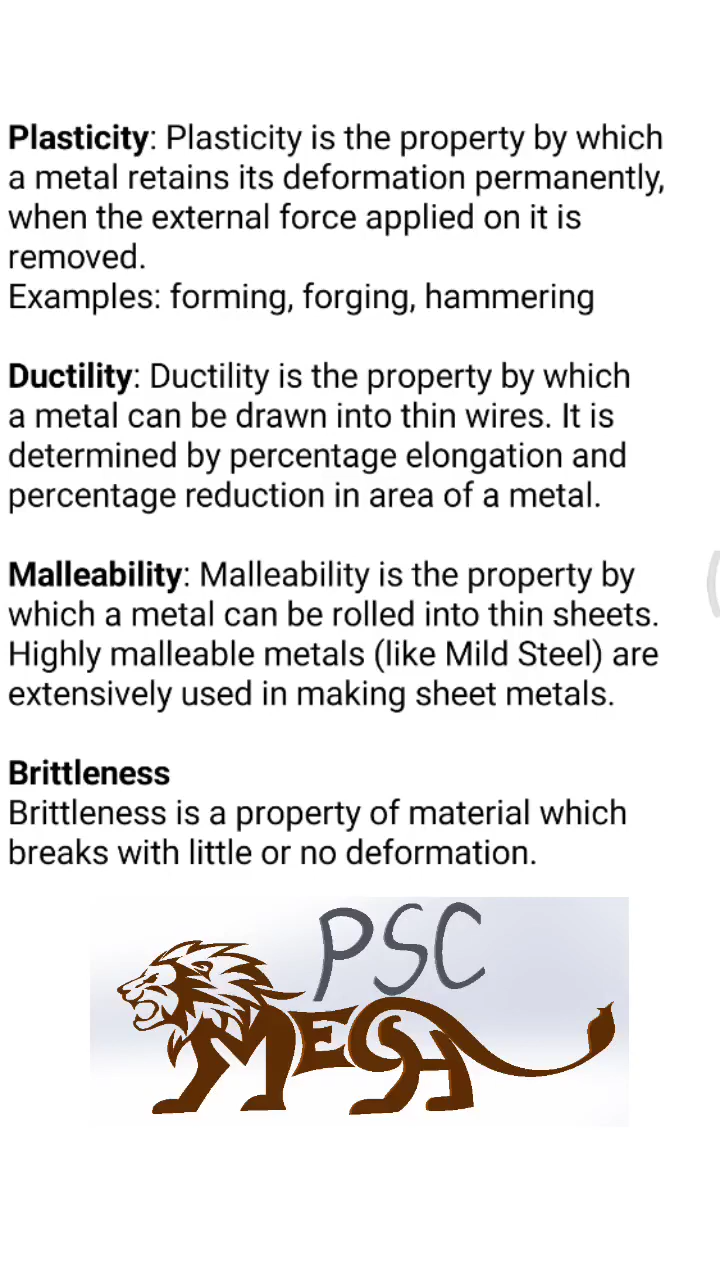 Plasticity: Plasticity is the property by which
a metal retains its deformation permanently,
when the external force applied on it is
removed.
Examples: forming, forging, hammering
Ductility: Ductility is the property by which
a metal can be drawn into thin wires. It is
determined by percentage elongation and
percentage reduction in area of a metal.
Malleability: Malleability is the property by
which a metal can be rolled into thin sheets.
Highly malleable metals (like Mild Steel) are
extensively used in making sheet metals.
Brittleness
Brittleness is a property of material which
breaks with little or no deformation.
PSC
MECH